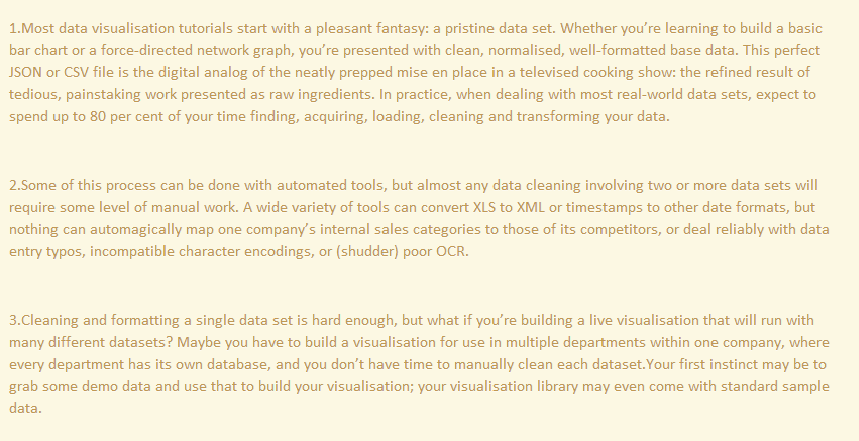 1.Most data visualisation tutorials start with a pleasant fantasy: a pristine data set. Whether you’re learning to build a basic
bar chart or a force-directed network graph, you’re presented with clean, normalised, well-formatted base data. This perfect
JSON or CSV file is the digital analog of the neatly prepped mise en place in a televised cooking show: the refined result of
tedious, painstaking work presented as raw ingredients. In practice, when dealing with most real-world data sets, expect to
spend up to 80 per cent of your time finding, acquiring, loading, cleaning and transforming your data.
2.Some of this process can be done with automated tools, but almost any data cleaning involving two or more data sets will
require some level of manual work. A wide variety of tools can convert XLS to XML or timestamps to other date formats, but
nothing can automagically map one company’s internal sales categories to those of its competitors, or deal reliably with data
entry typos, incompatible character encodings, or (shudder) poor OCR.
3.Cleaning and formatting a single data set is hard enough, but what if you’re building a live visualisation that will run with
many different datasets? Maybe you have to build a visualisation for use in multiple departments within one company, where
every department has its own database, and you don’t have time to manually clean each dataset.Your first instinct may be to
grab some demo data and use that to build your visualisation; your visualisation library may even come with standard sample
data.